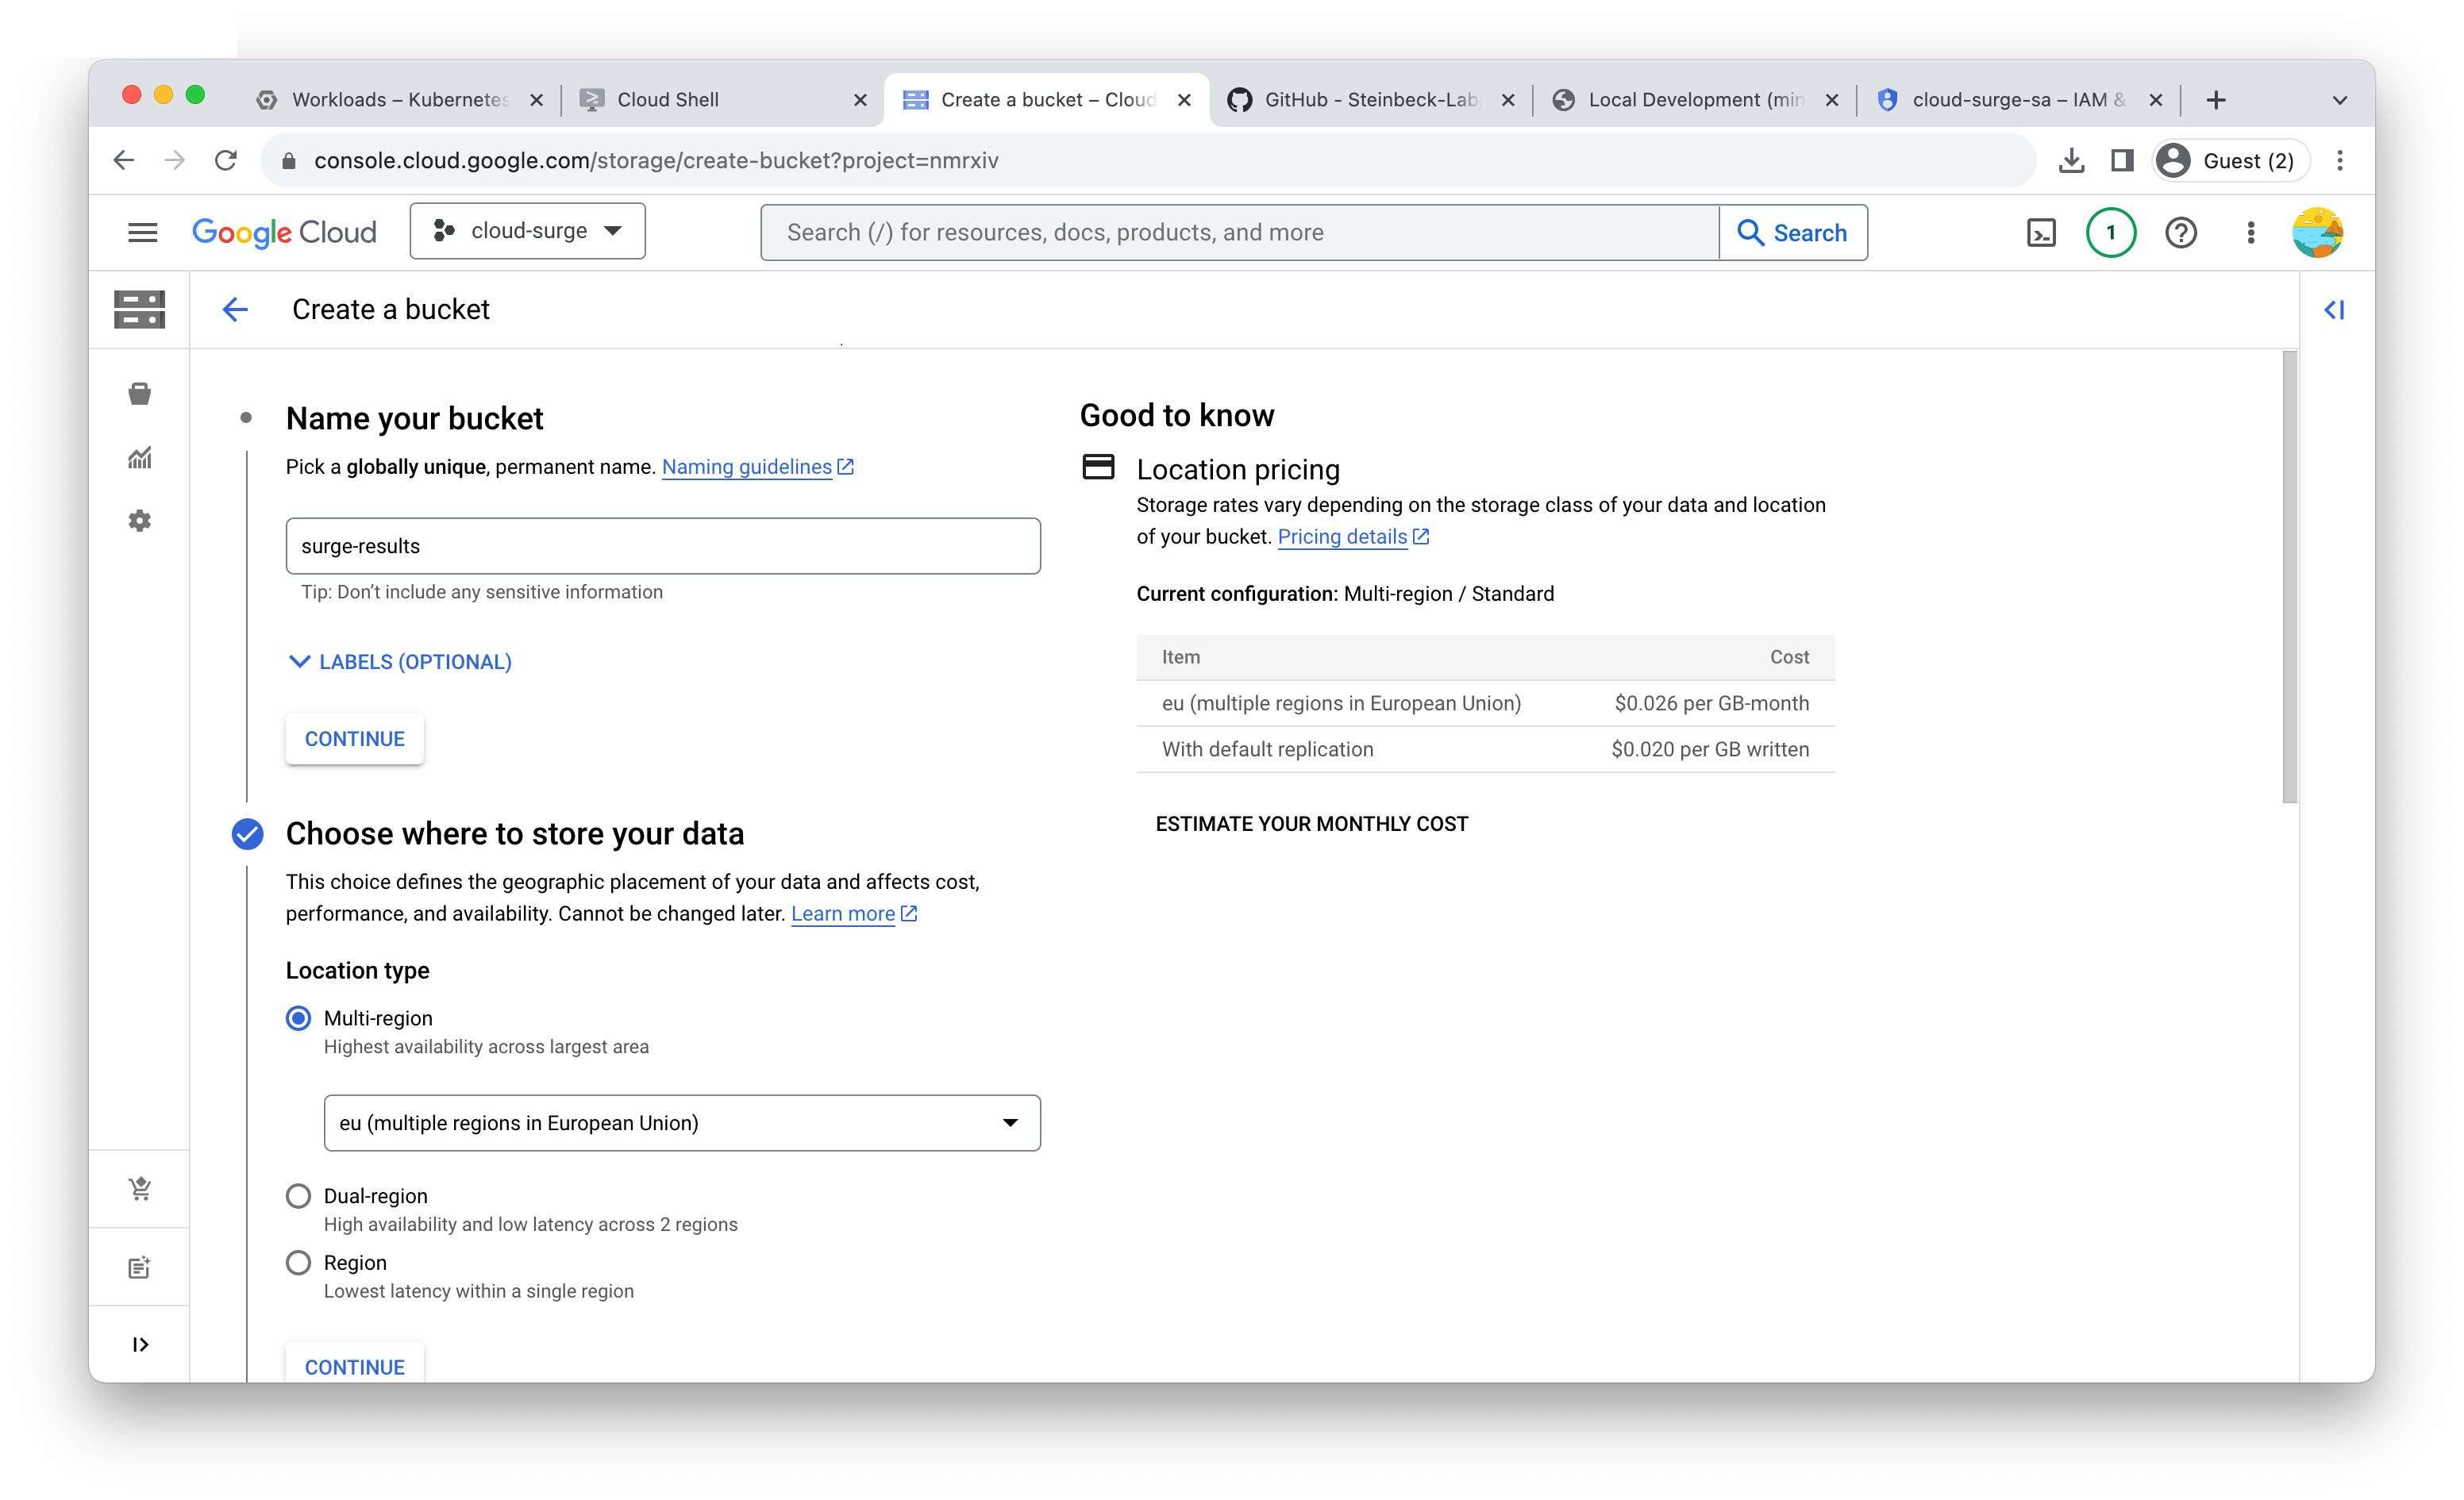 Workloads – Kubernetes
Cloud Shell
Create a bucket – Cloud
GitHub - Steinbeck-Lab/
Local Development (min
cloud-surge-sa – IAM &
console.cloud.google.com/storage/create-bucket?project=nmrxiv
Guest (2)
Google Cloud
cloud-surge
Search (/) for resources, docs, products, and more
Search
1
Create a bucket
Name your bucket
Pick a globally unique, permanent name. Naming guidelines
surge-results
Tip: Don’t include any sensitive information
LABELS (OPTIONAL)
CONTINUE
Choose where to store your data
This choice defines the geographic placement of your data and affects cost,
performance, and availability. Cannot be changed later. Learn more
Location type
Multi-region
Highest availability across largest area
eu (multiple regions in European Union)
Dual-region
High availability and low latency across 2 regions
Region
Lowest latency within a single region
CONTINUE
Good to know
Location pricing
Storage rates vary depending on the storage class of your data and location
of your bucket. Pricing details
Current configuration: Multi-region / Standard
Item Cost
eu (multiple regions in European Union) $0.026 per GB-month
With default replication $0.020 per GB written
ESTIMATE YOUR MONTHLY COST